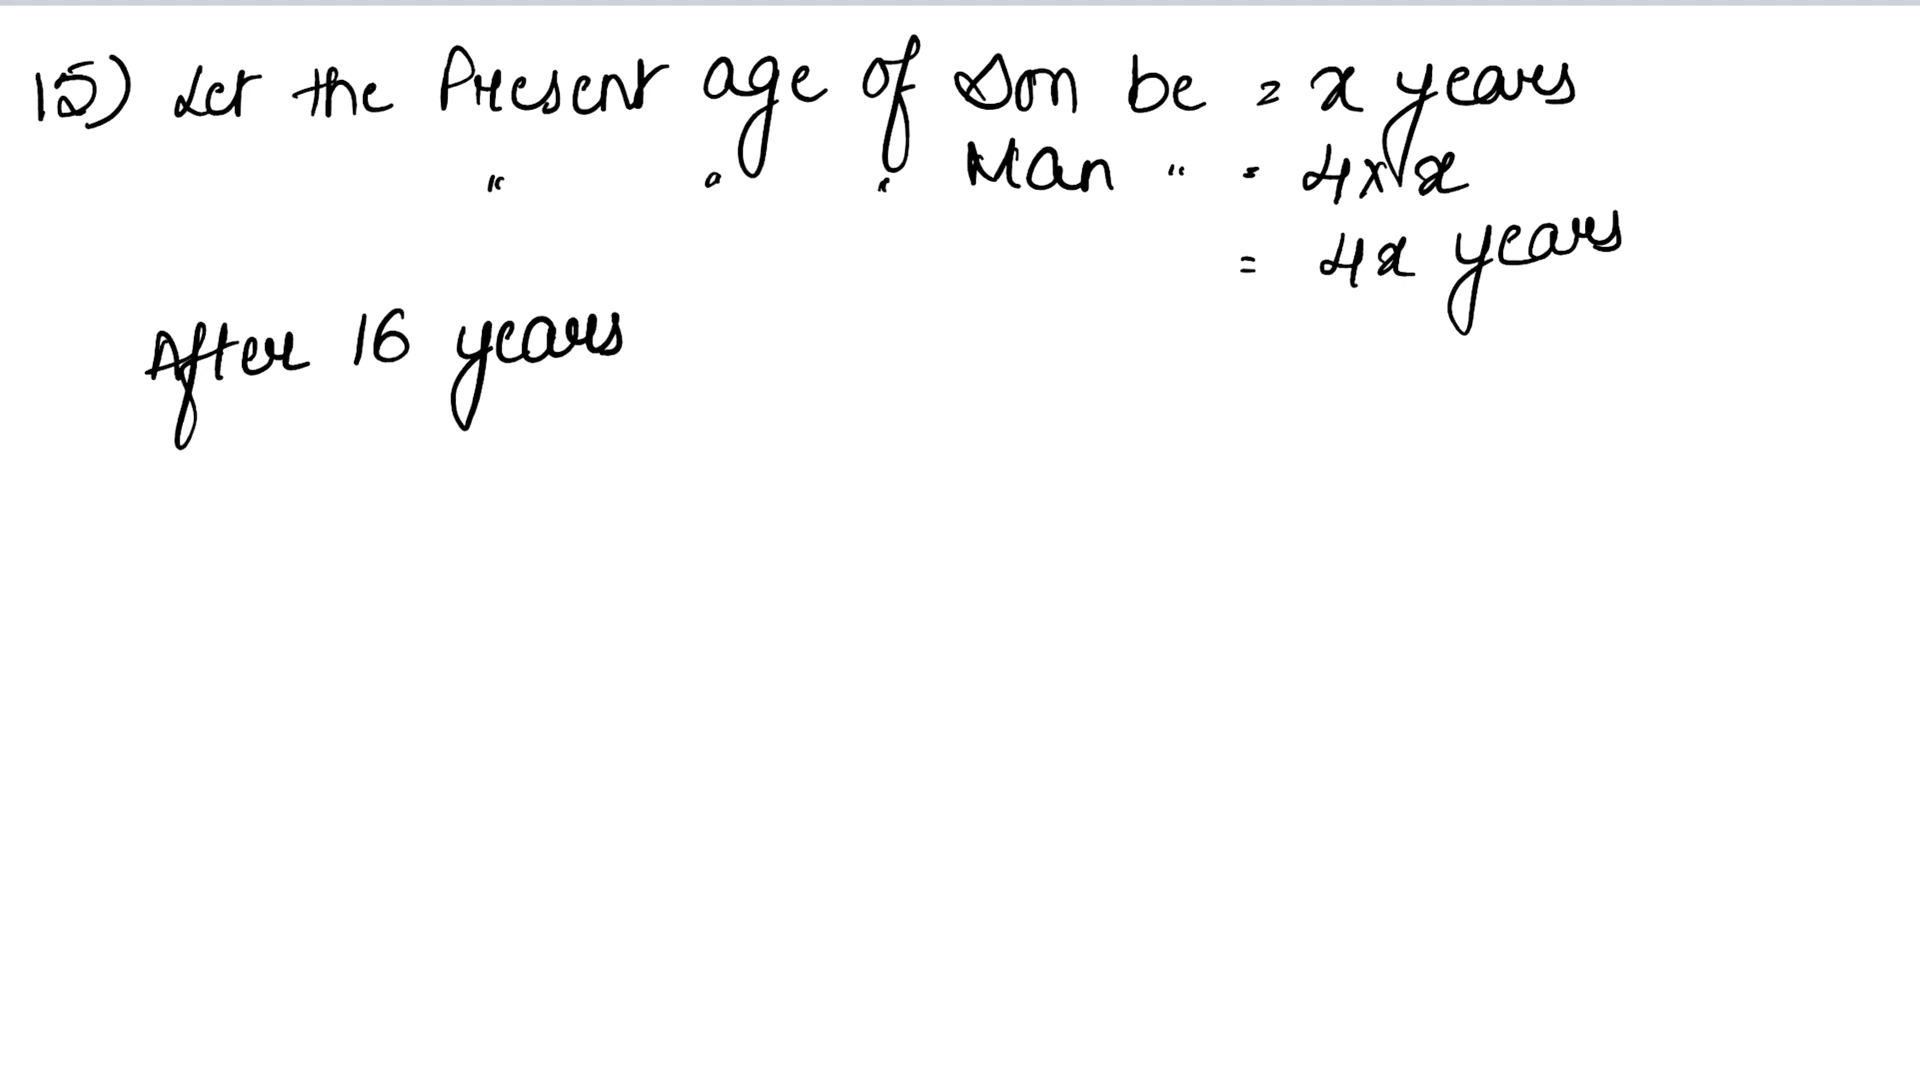 15) Let the Present age of Son be = x years
" " " Man " = 4×x
= 4x years
After 16 years